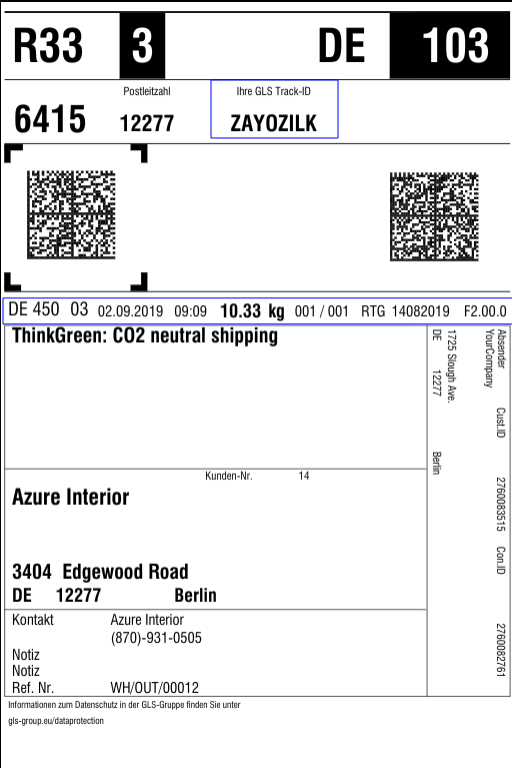 R33 3 DE 103
Postleitzahl Ihre GLS Track-ID
6415 12277 ZAYOZILK
DE 450 03 02.09.2019 09:09 10.33 kg 001 / 001 RTG 14082019 F2.00.0
ThinkGreen: CO2 neutral shipping
Kunden-Nr. 14
Azure Interior
3404 Edgewood Road
DE 12277 Berlin
Kontakt Azure Interior
(870)-931-0505
Notiz
Notiz
Ref. Nr. WH/OUT/00012
Absender Cust.ID 2760083515 Con.ID 2760082761
YourCompany
1725 Slough Ave.
DE 12277 Berlin
Informationen zum Datenschutz in der GLS-Gruppe finden Sie unter
gls-group.eu/dataprotection